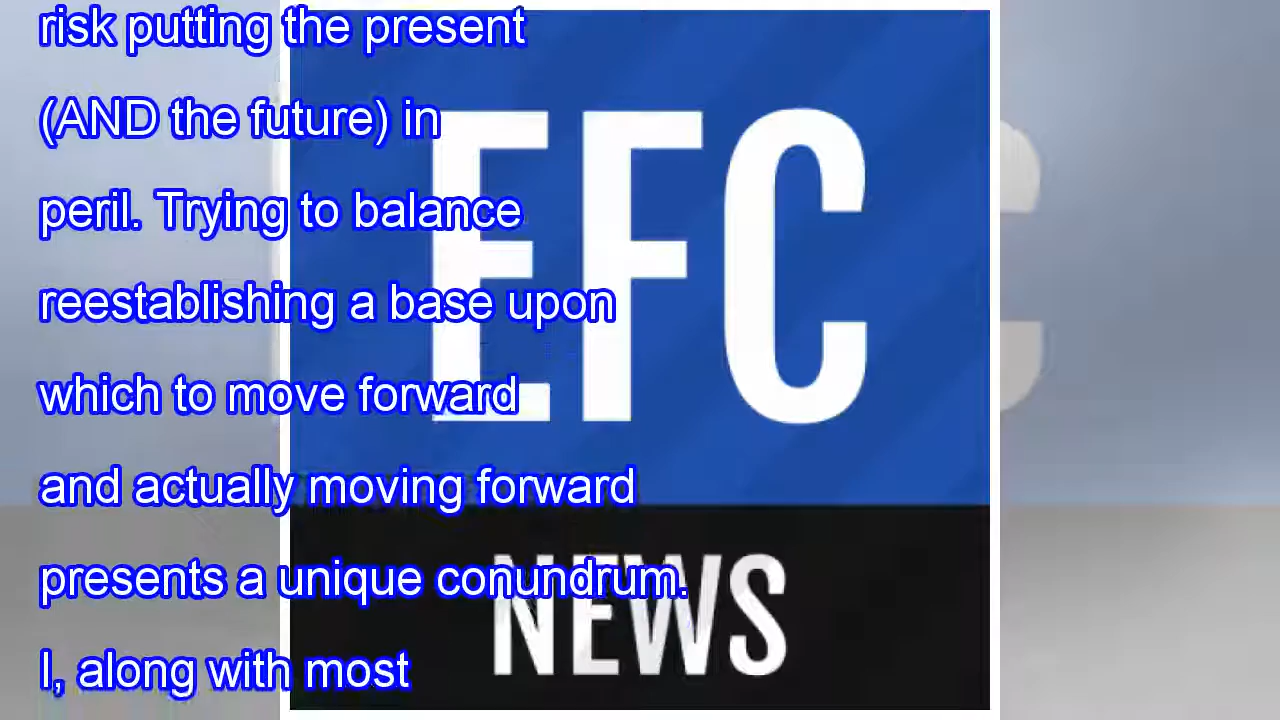 risk putting the present
(AND the future) in
peril. Trying to balance
reestablishing a base upon
which to move forward
and actually moving forward
presents a unique conundrum.
I, along with most
EFC
NEWS